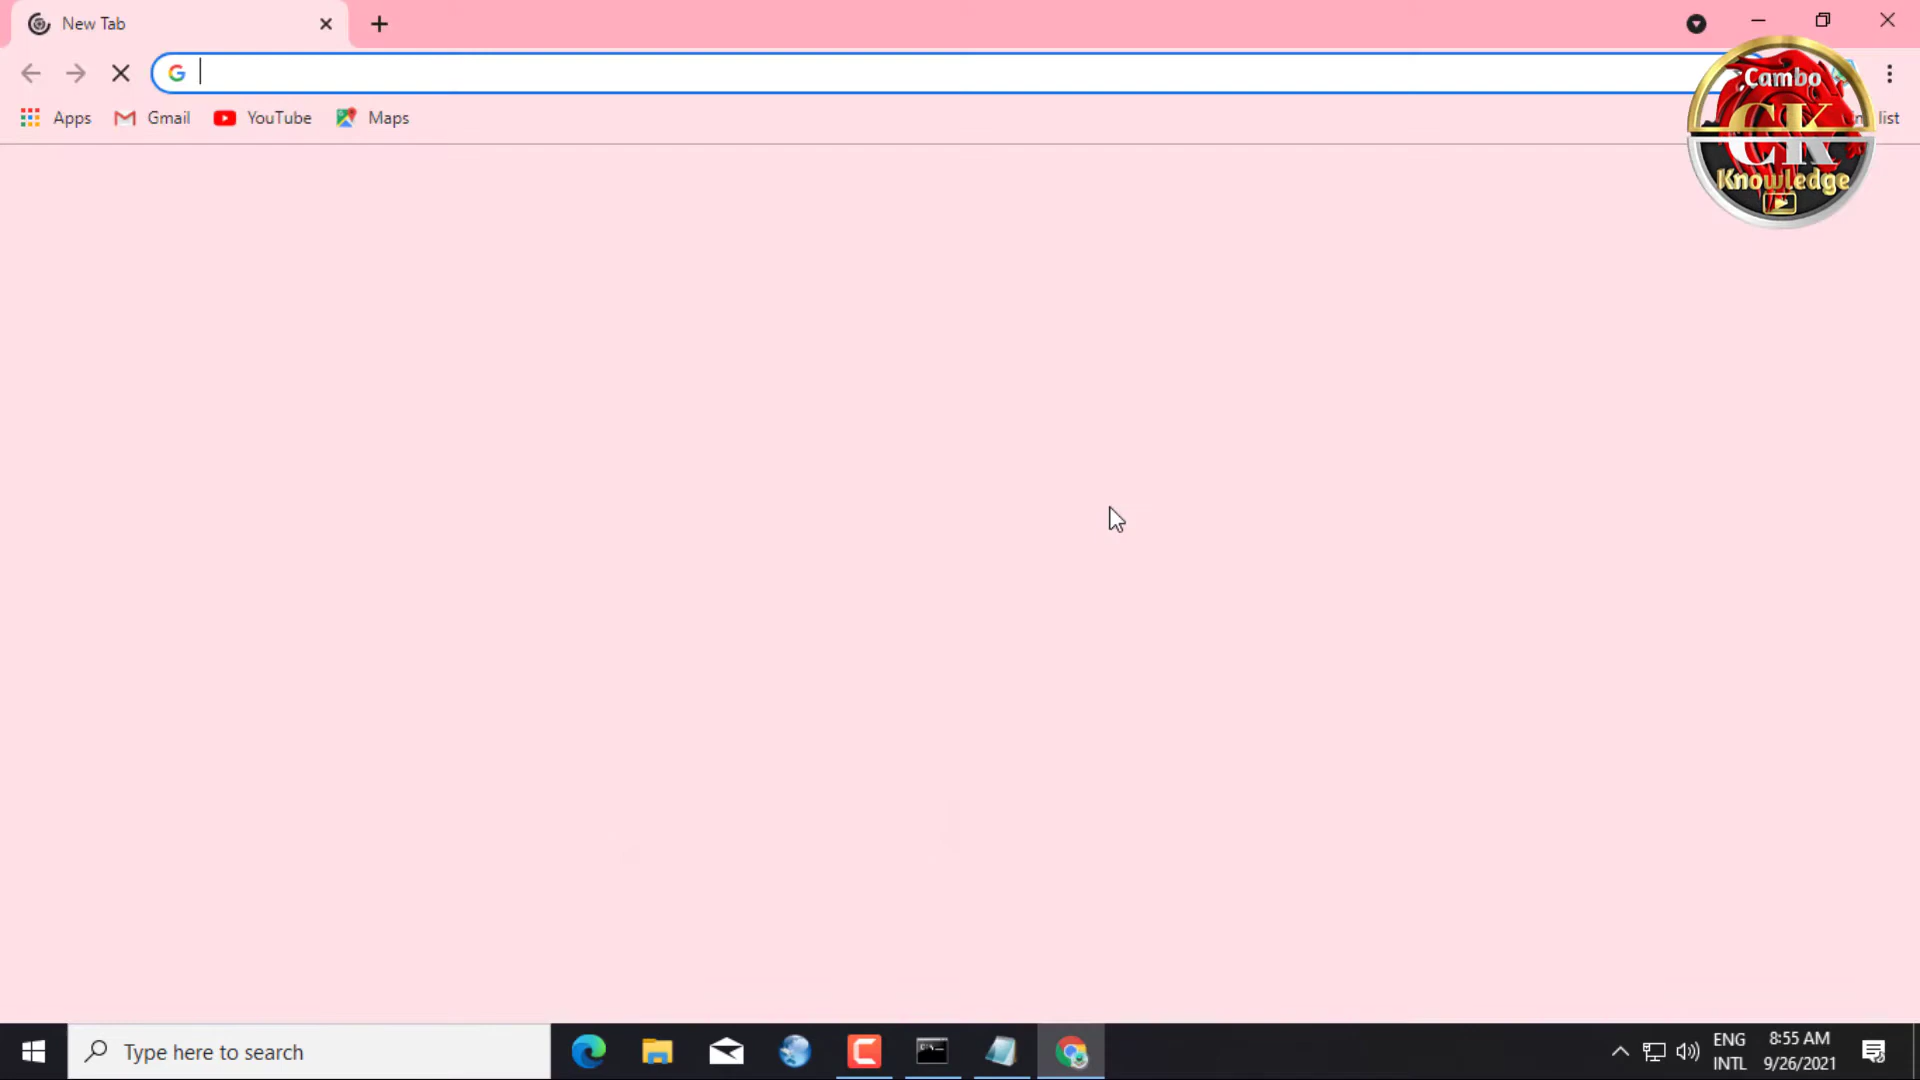 New Tab
Apps
Gmail
YouTube
Maps
list
Cambo
CK
Knowledge
Type here to search
ENG
INTL
8:55 AM
9/26/2021